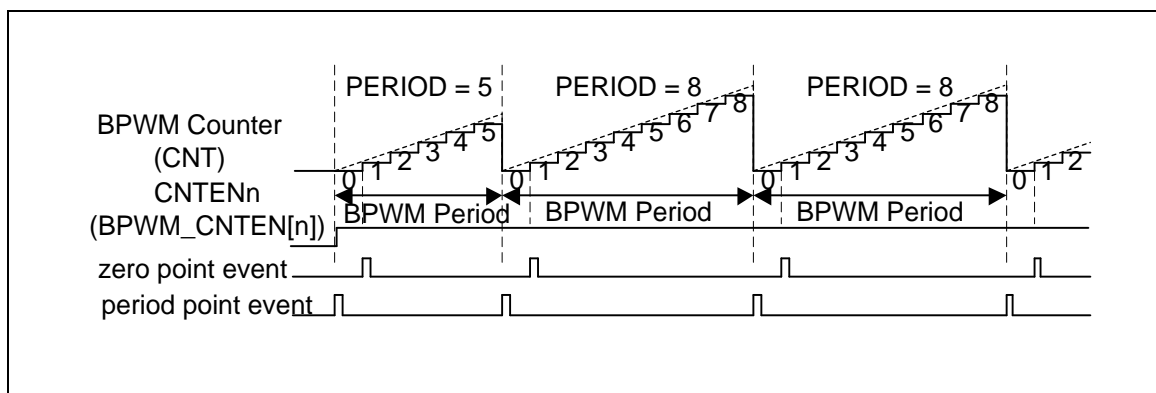 PERIOD = 5 PERIOD = 8 PERIOD = 8
BPWM Counter
(CNT)
0 1 2 3 4 5 0 1 2 3 4 5 6 7 8 0 1 2 3 4 5 6 7 8 0 1 2
CNTENn
(BPWM_CNTEN[n])
BPWM Period BPWM Period BPWM Period
zero point event
period point event